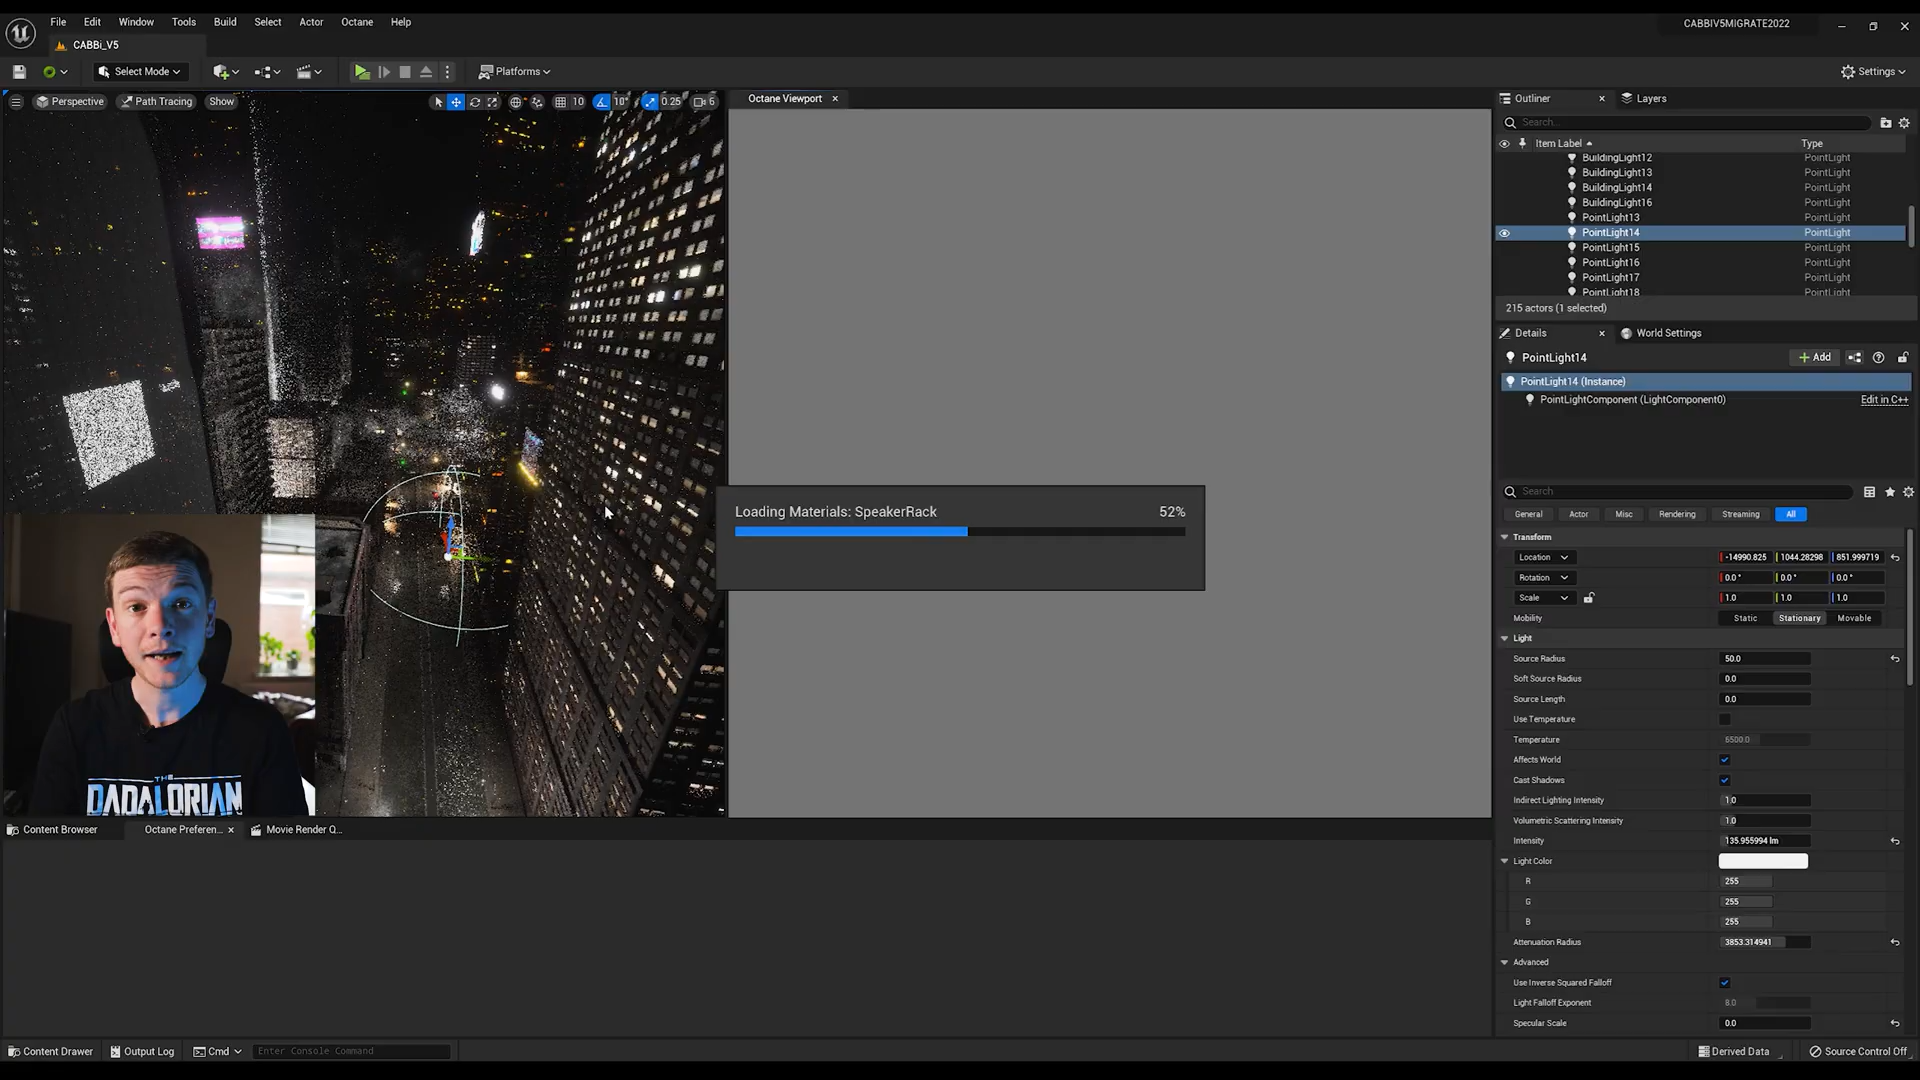 File Edit Window Tools Build Select Actor Octane Help
CABBIV5MIGRATE2022
CABBi_V5
Select Mode
Platforms
Settings
Perspective
Path Tracing
Show
10
10°
0.25
6
Octane Viewport
Outliner
Layers
Search...
Item Label
Type
BuildingLight12 PointLight
BuildingLight13 PointLight
BuildingLight14 PointLight
BuildingLight16 PointLight
PointLight13 PointLight
PointLight14 PointLight
PointLight15 PointLight
PointLight16 PointLight
PointLight17 PointLight
PointLight18 PointLight
215 actors (1 selected)
Details
World Settings
PointLight14
Add
PointLight14 (Instance)
PointLightComponent (LightComponent0)
Edit in C++
Search
General Actor Misc Rendering Streaming All
Transform
Location -14990.825 1044.28298 851.999719
Rotation 0.0° 0.0° 0.0°
Scale 1.0 1.0 1.0
Mobility Static Stationary Movable
Light
Source Radius 50.0
Soft Source Radius 0.0
Source Length 0.0
Use Temperature
Temperature 6500.0
Affects World
Cast Shadows
Indirect Lighting Intensity 1.0
Volumetric Scattering Intensity 1.0
Intensity 135.955994 lm
Light Color
R 255
G 255
B 255
Attenuation Radius 3853.314941
Advanced
Use Inverse Squared Falloff
Light Falloff Exponent 8.0
Specular Scale 0.0
Loading Materials: SpeakerRack 52%
THE
DADALORIAN
Content Browser
Octane Preferen...
Movie Render Q...
Content Drawer
Output Log
Cmd
Enter Console Command
Derived Data
Source Control Off